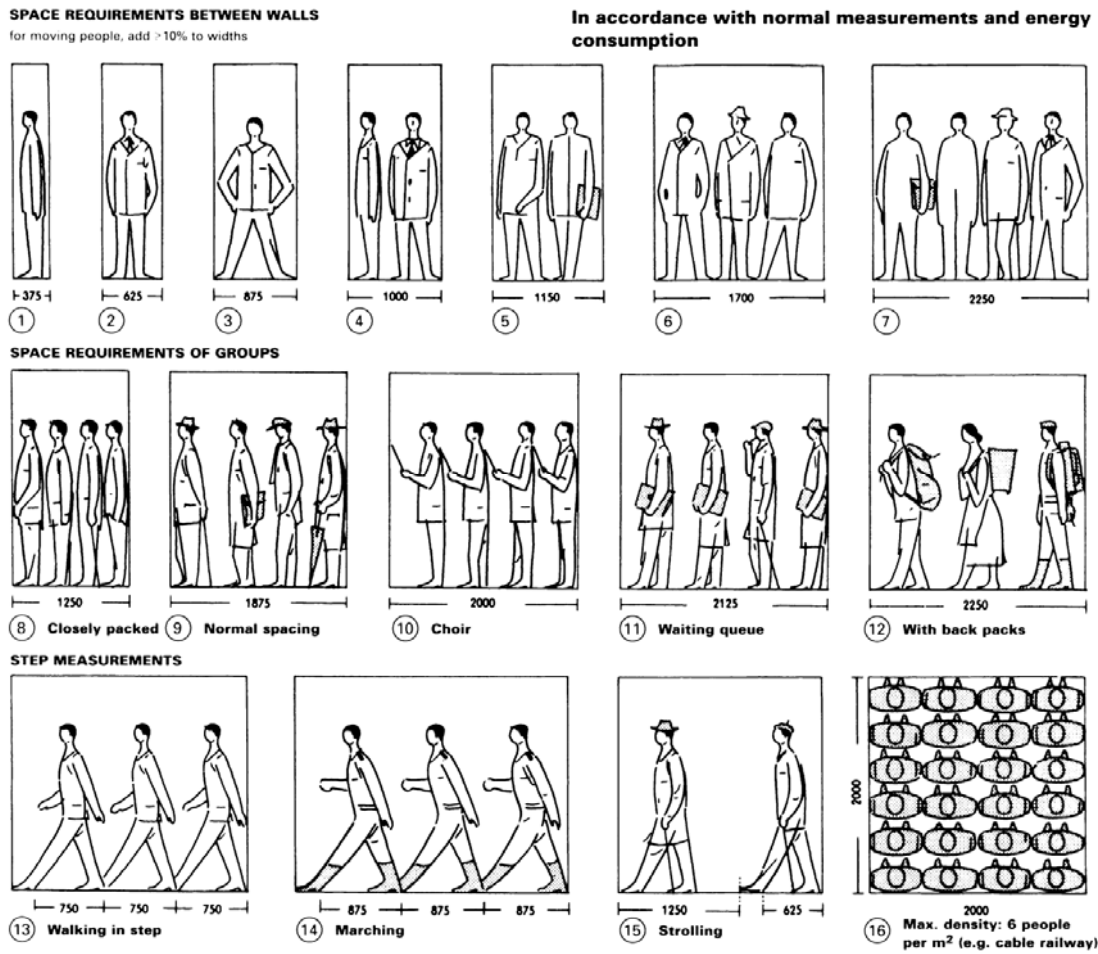 SPACE REQUIREMENTS BETWEEN WALLS
for moving people, add ≥10% to widths
In accordance with normal measurements and energy
consumption
375
625
875
1000
1150
1700
2250
1
2
3
4
5
6
7
SPACE REQUIREMENTS OF GROUPS
1250
1875
2000
2125
2250
8 Closely packed
9 Normal spacing
10 Choir
11 Waiting queue
12 With back packs
STEP MEASUREMENTS
2000
750
750
750
875
875
875
1250
625
2000
13 Walking in step
14 Marching
15 Strolling
16 Max. density: 6 people
per m² (e.g. cable railway)